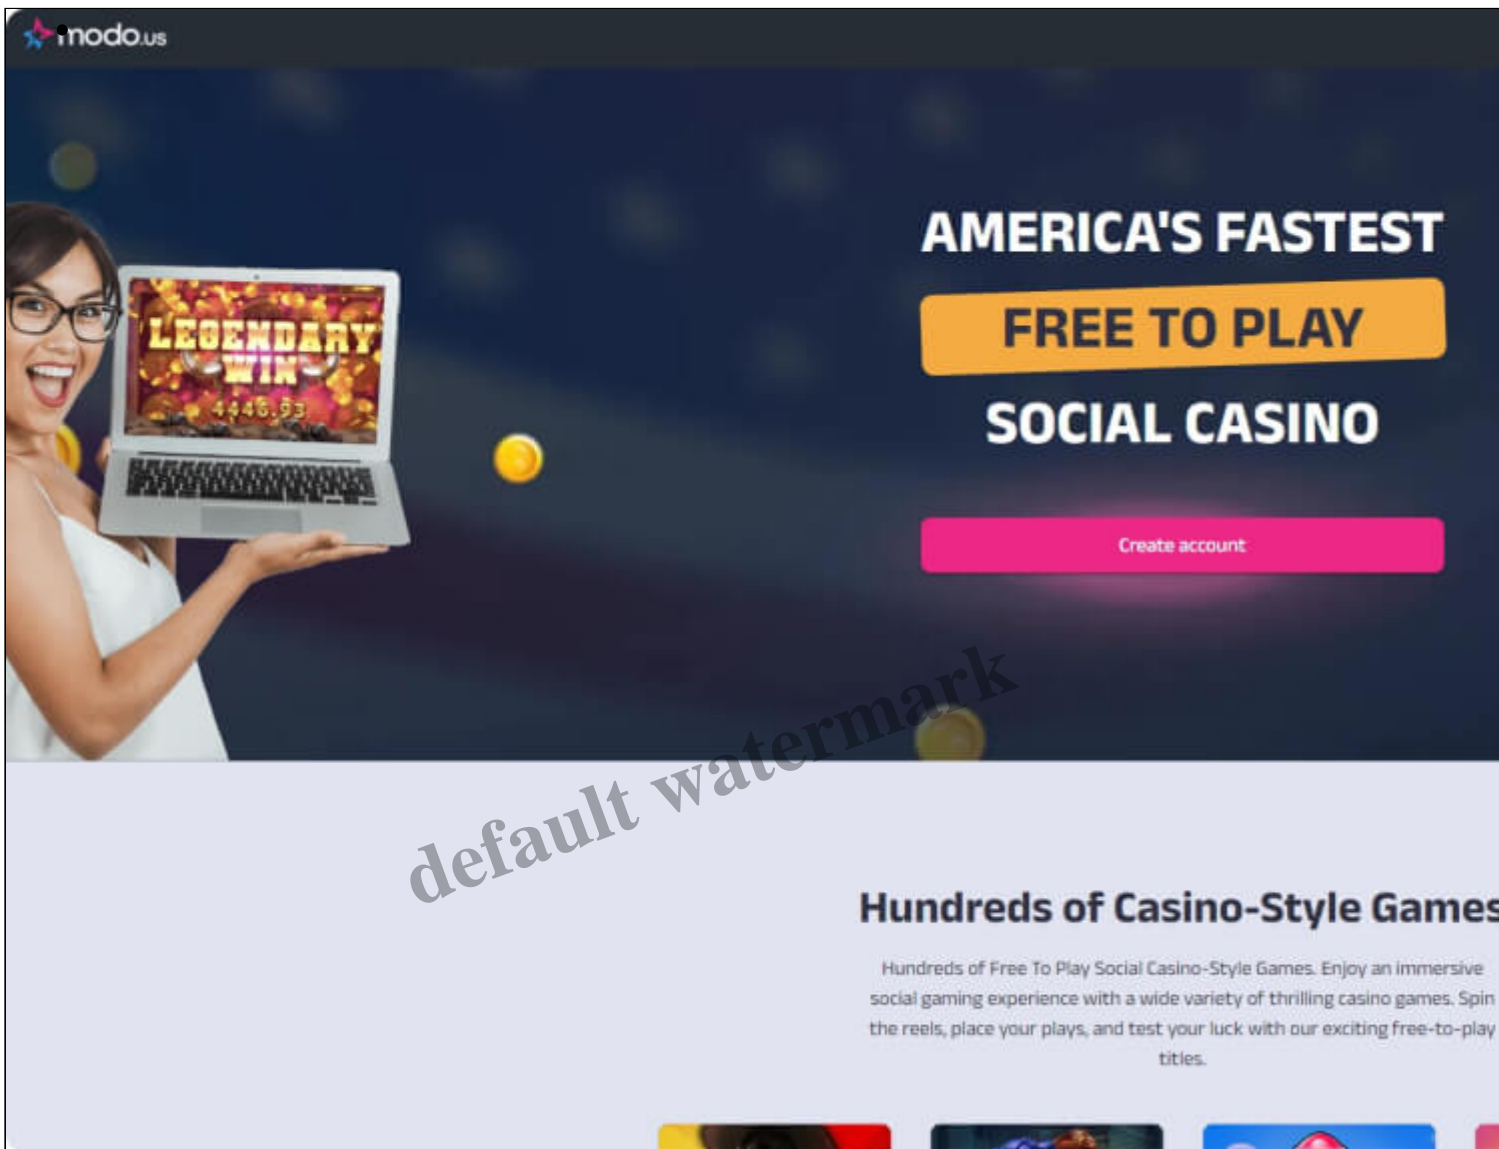 modo.us
AMERICA'S FASTEST
FREE TO PLAY
SOCIAL CASINO
LEGENDARY
WIN
4446.93
Create account
default watermark
Hundreds of Casino-Style Games
Hundreds of Free To Play Social Casino-Style Games. Enjoy an immersive
social gaming experience with a wide variety of thrilling casino games. Spin
the reels, place your plays, and test your luck with our exciting free-to-play
titles.